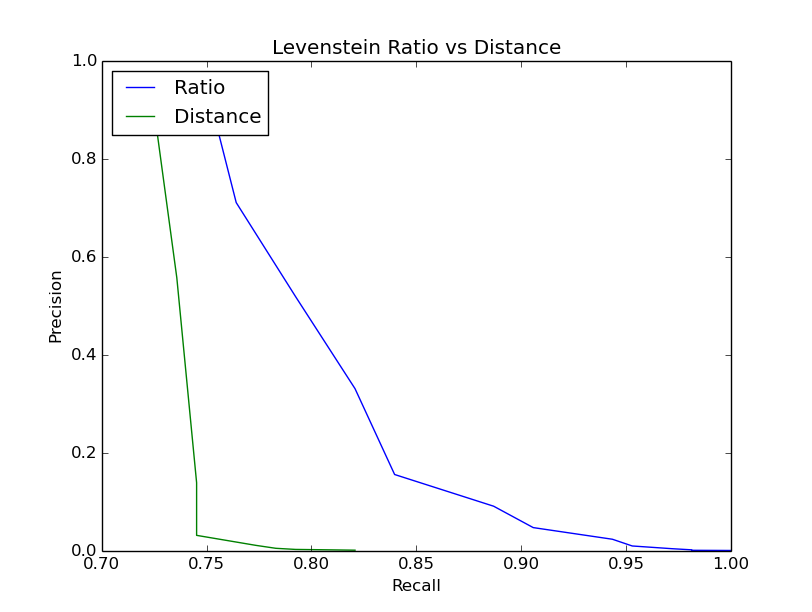 Levenstein Ratio vs Distance
1.0
Ratio
Distance
0.8
0.6
Precision
0.4
0.2
0.0
0.70 0.75 0.80 0.85 0.90 0.95 1.00
Recall